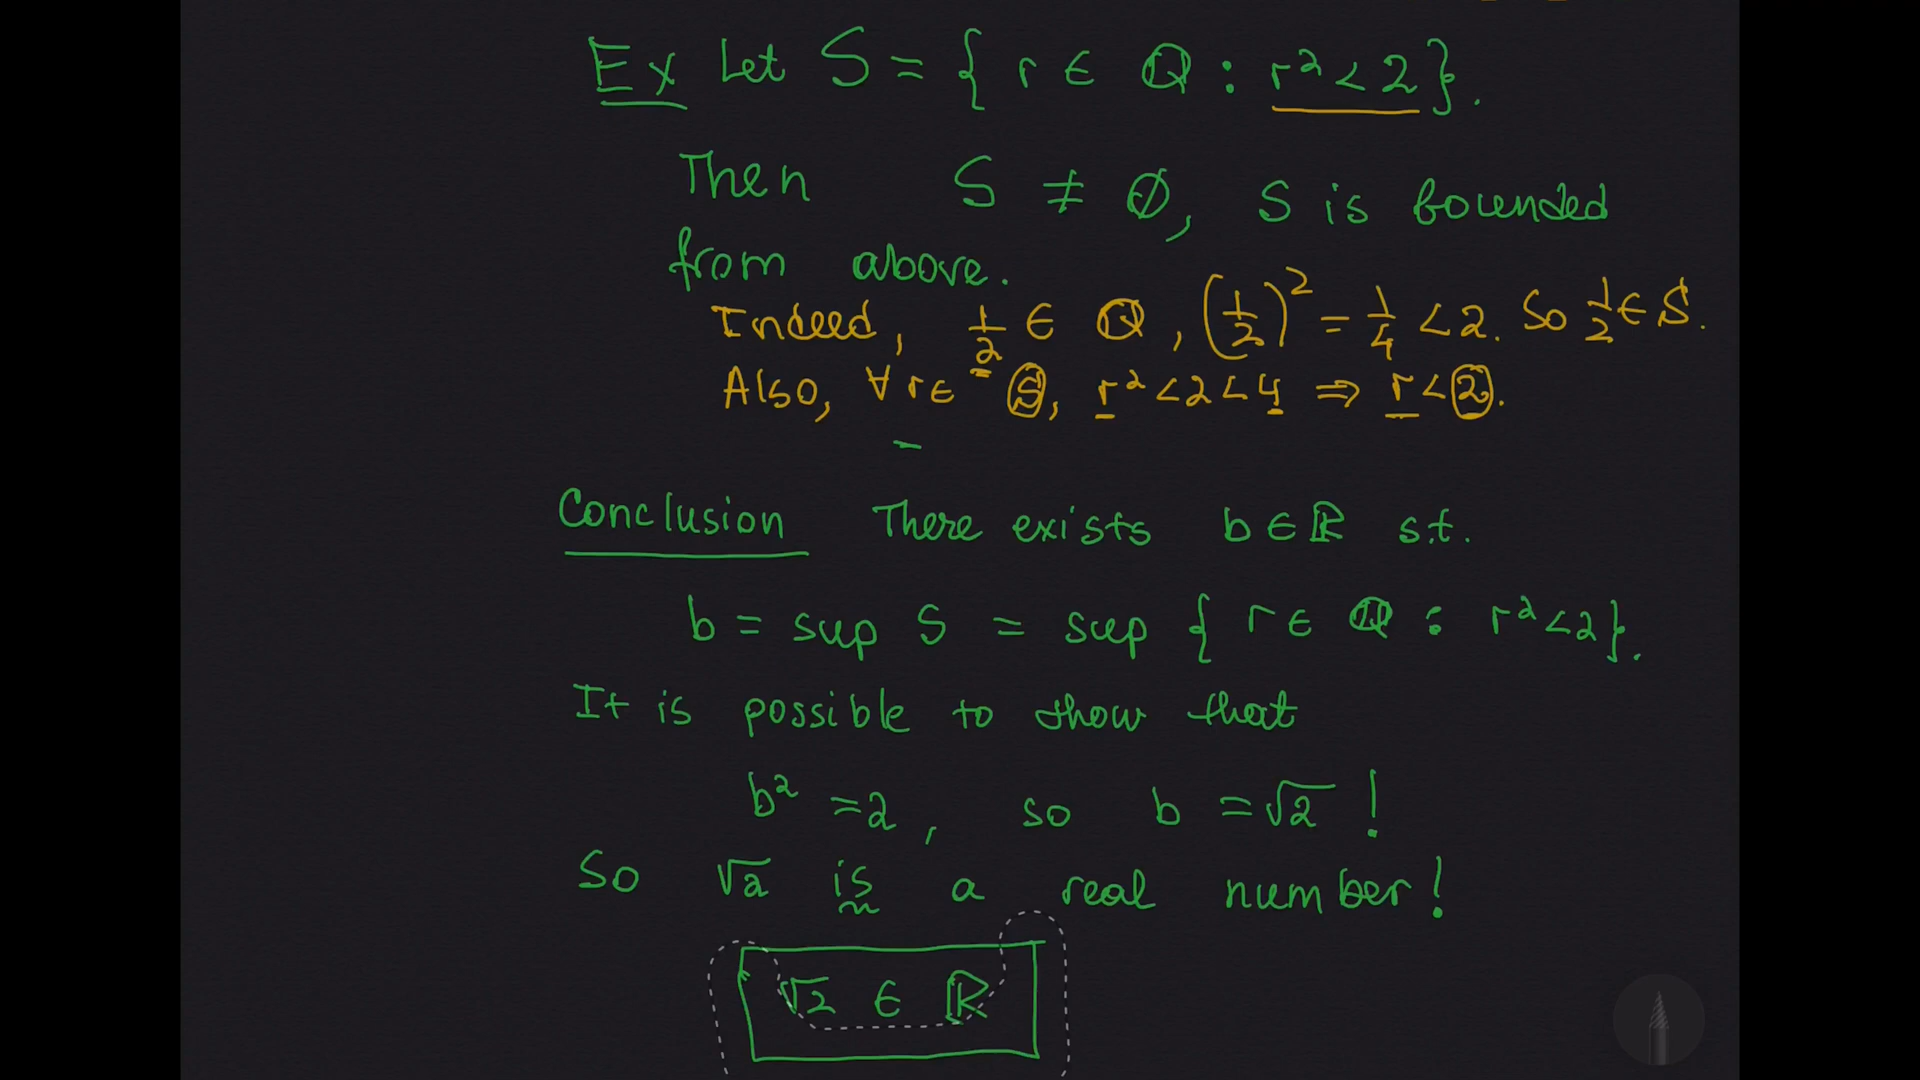 Ex Let S = { r ∈ ℚ : r² < 2 }.
Then S ≠ ∅, S is bounded
from above.
Indeed, 1/2 ∈ ℚ, (1/2)² = 1/4 < 2. So 1/2 ∈ S.
Also, ∀ r ∈ S, r² < 2 < 4 ⇒ r < 2.
Conclusion There exists b ∈ ℝ s.t.
b = sup S = sup { r ∈ ℚ : r² < 2 }.
It is possible to show that
b² = 2, so b = √2 !
So √2 is a real number!
√2 ∈ ℝ